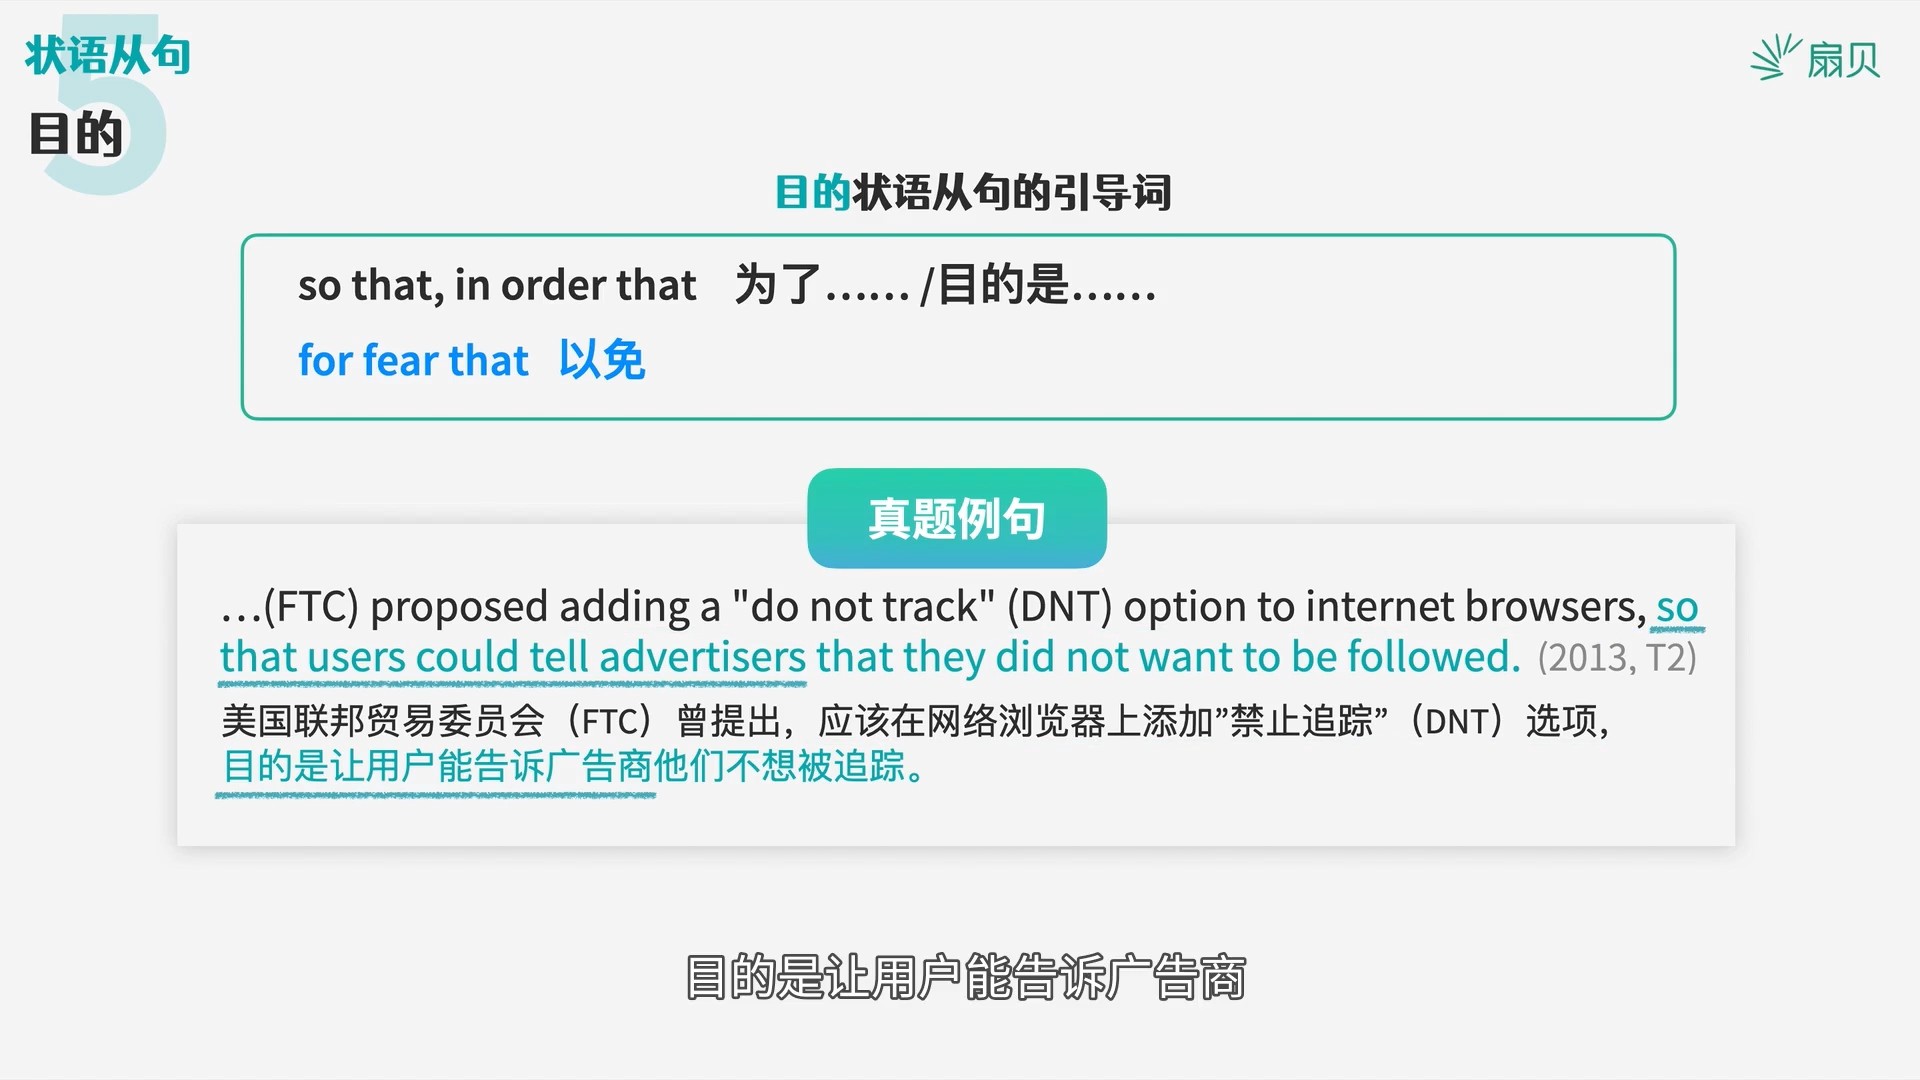 状语从句
5
目的
扇贝
目的状语从句的引导词
so that, in order that 为了…… /目的是……
for fear that 以免
真题例句
…(FTC) proposed adding a "do not track" (DNT) option to internet browsers, so
that users could tell advertisers that they did not want to be followed. (2013, T2)
美国联邦贸易委员会（FTC）曾提出，应该在网络浏览器上添加”禁止追踪”（DNT）选项，
目的是让用户能告诉广告商他们不想被追踪。
目的是让用户能告诉广告商